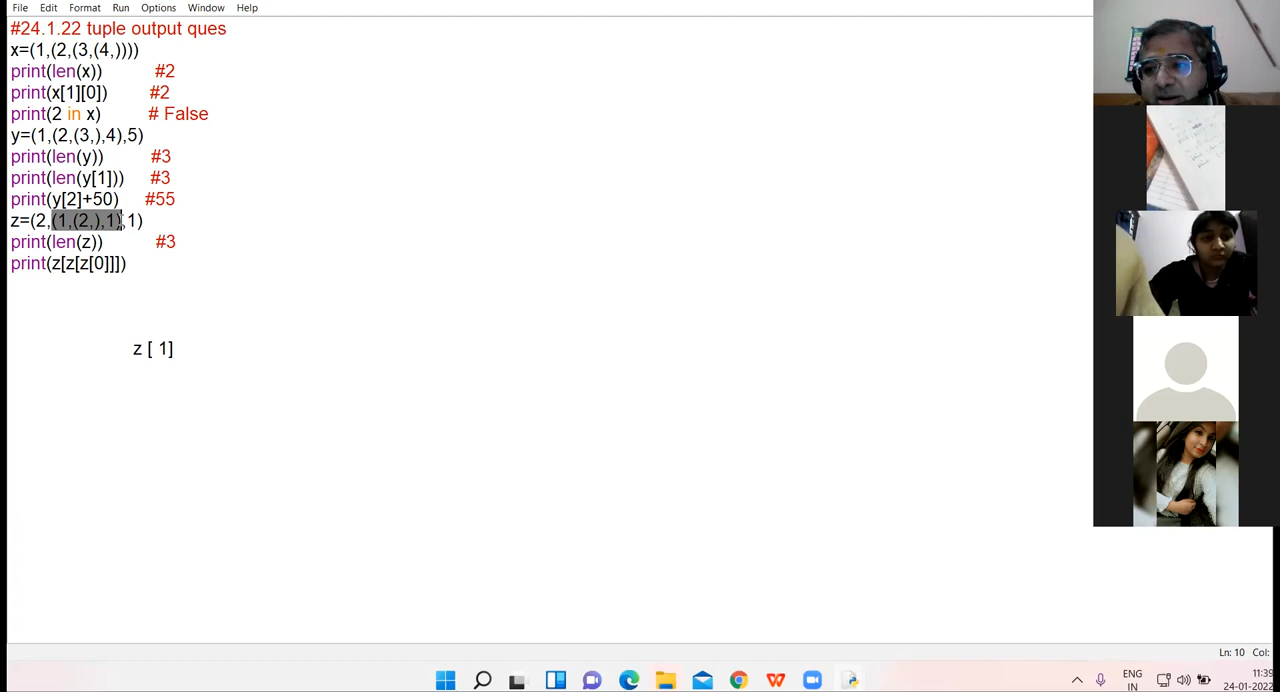 File Edit Format Run Options Window Help
#24.1.22 tuple output ques
x=(1,(2,(3,(4,))))
print(len(x)) #2
print(x[1][0]) #2
print(2 in x) # False
y=(1,(2,(3,),4),5)
print(len(y)) #3
print(len(y[1])) #3
print(y[2]+50) #55
z=(2,(1,(2,),1),1)
print(len(z)) #3
print(z[z[z[0]]])
z [ 1]
Ln: 10 Col:
ENG
IN
11:39
24-01-2022